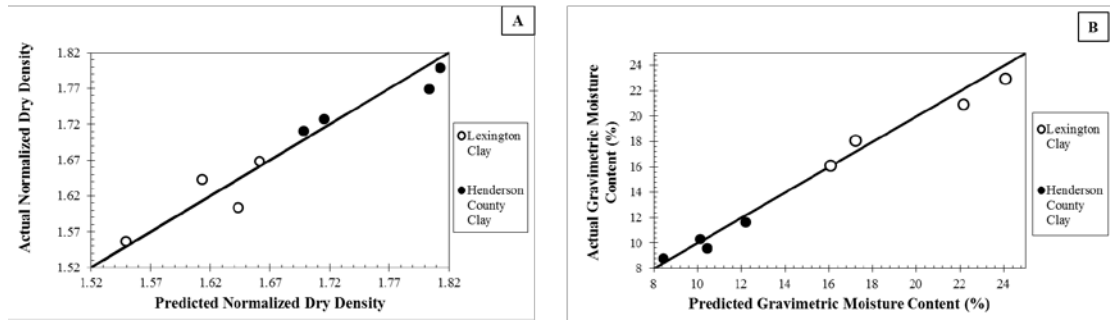 A
Actual Normalized Dry Density
1.82
1.77
1.72
1.67
1.62
1.57
1.52
1.52 1.57 1.62 1.67 1.72 1.77 1.82
Predicted Normalized Dry Density
Lexington
Clay
Henderson
County
Clay
B
Actual Gravimetric Moisture
Content (%)
24
22
20
18
16
14
12
10
8
8 10 12 14 16 18 20 22 24
Predicted Gravimetric Moisture Content (%)
Lexington
Clay
Henderson
County
Clay